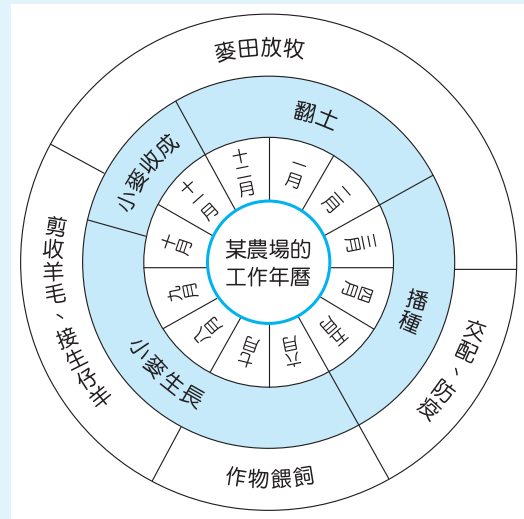 某農場的
工作年曆
一月
二月
三月
四月
五月
六月
七月
八月
九月
十月
十一月
十二月
翻土
播種
小麥生長
小麥收成
麥田放牧
交配、防疫
作物餵飼
剪收羊毛、接生仔羊